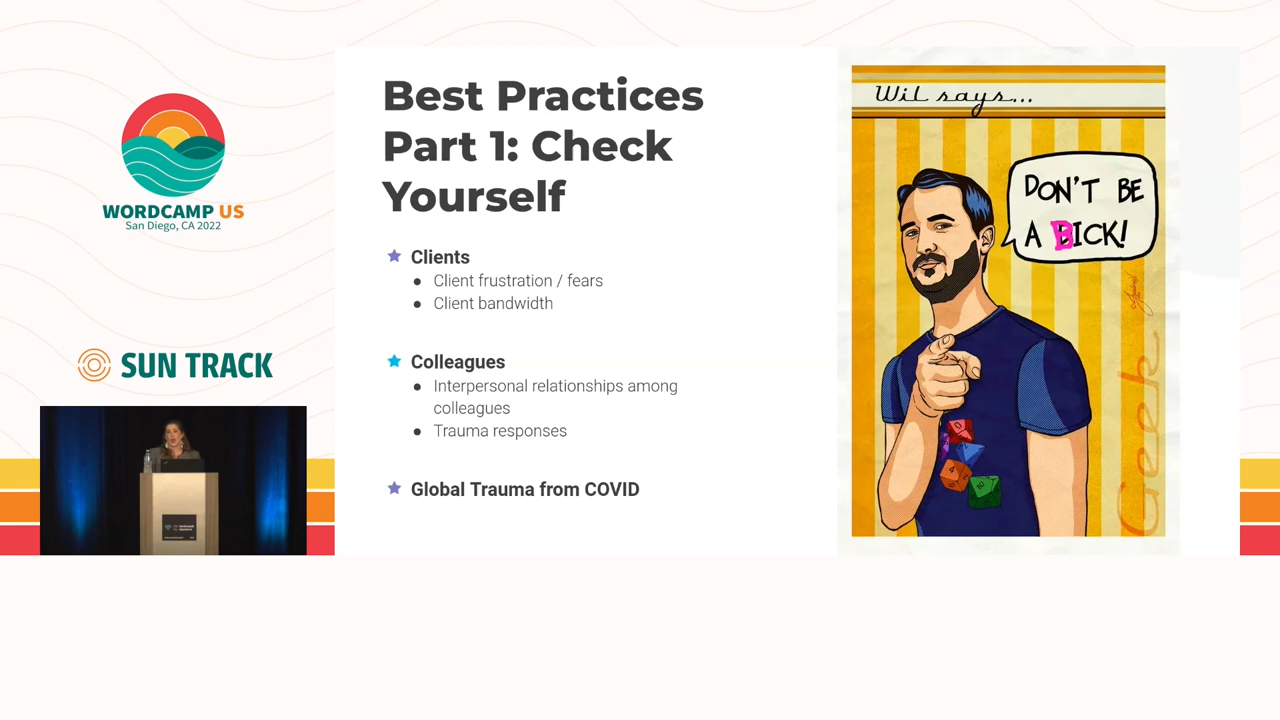 WORDCAMP US
San Diego, CA 2022
SUN TRACK
Best Practices
Part 1: Check
Yourself
Clients
Client frustration / fears
Client bandwidth
Colleagues
Interpersonal relationships among
colleagues
Trauma responses
Global Trauma from COVID
Wil says...
DON'T BE
A BICK!
Geek